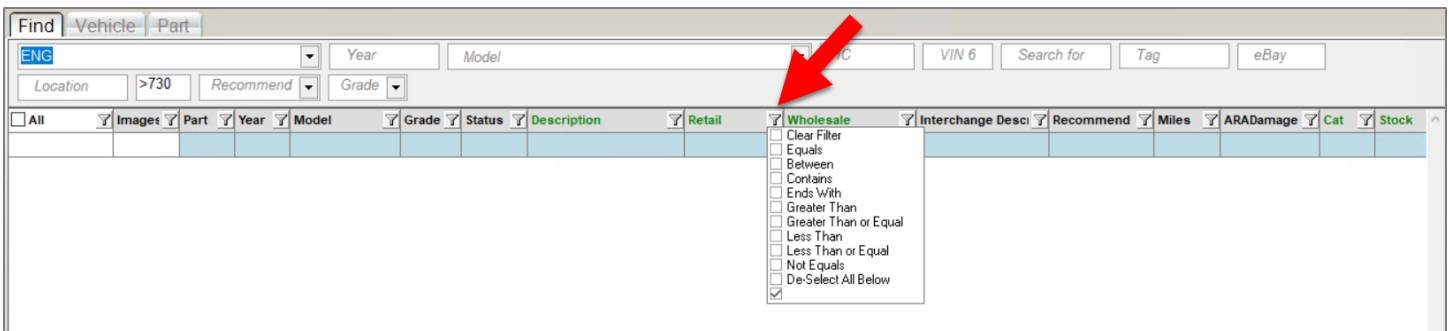 Find Vehicle Part
ENG Year Model IC VIN 6 Search for Tag eBay
Location >730 Recommend Grade
All Images Part Year Model Grade Status Description Retail Wholesale Interchange Descr Recommend Miles ARADamage Cat Stock
Clear Filter
Equals
Between
Contains
Ends With
Greater Than
Greater Than or Equal
Less Than
Less Than or Equal
Not Equals
De-Select All Below